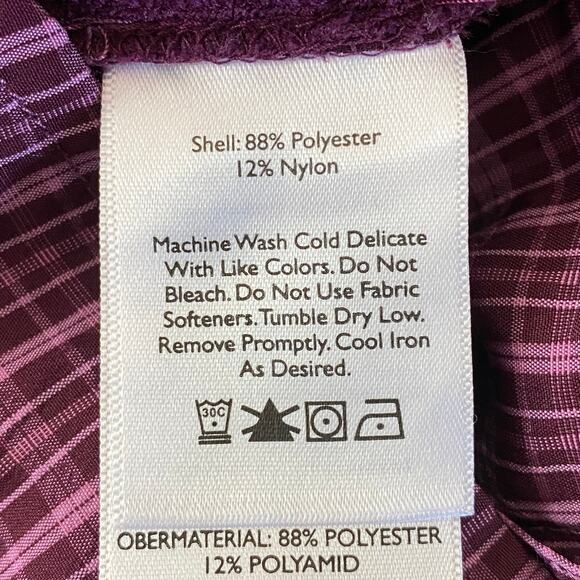 Shell: 88% Polyester
12% Nylon
Machine Wash Cold Delicate
With Like Colors. Do Not
Bleach. Do Not Use Fabric
Softeners. Tumble Dry Low.
Remove Promptly. Cool Iron
As Desired.
30C
OBERMATERIAL: 88% POLYESTER
12% POLYAMID